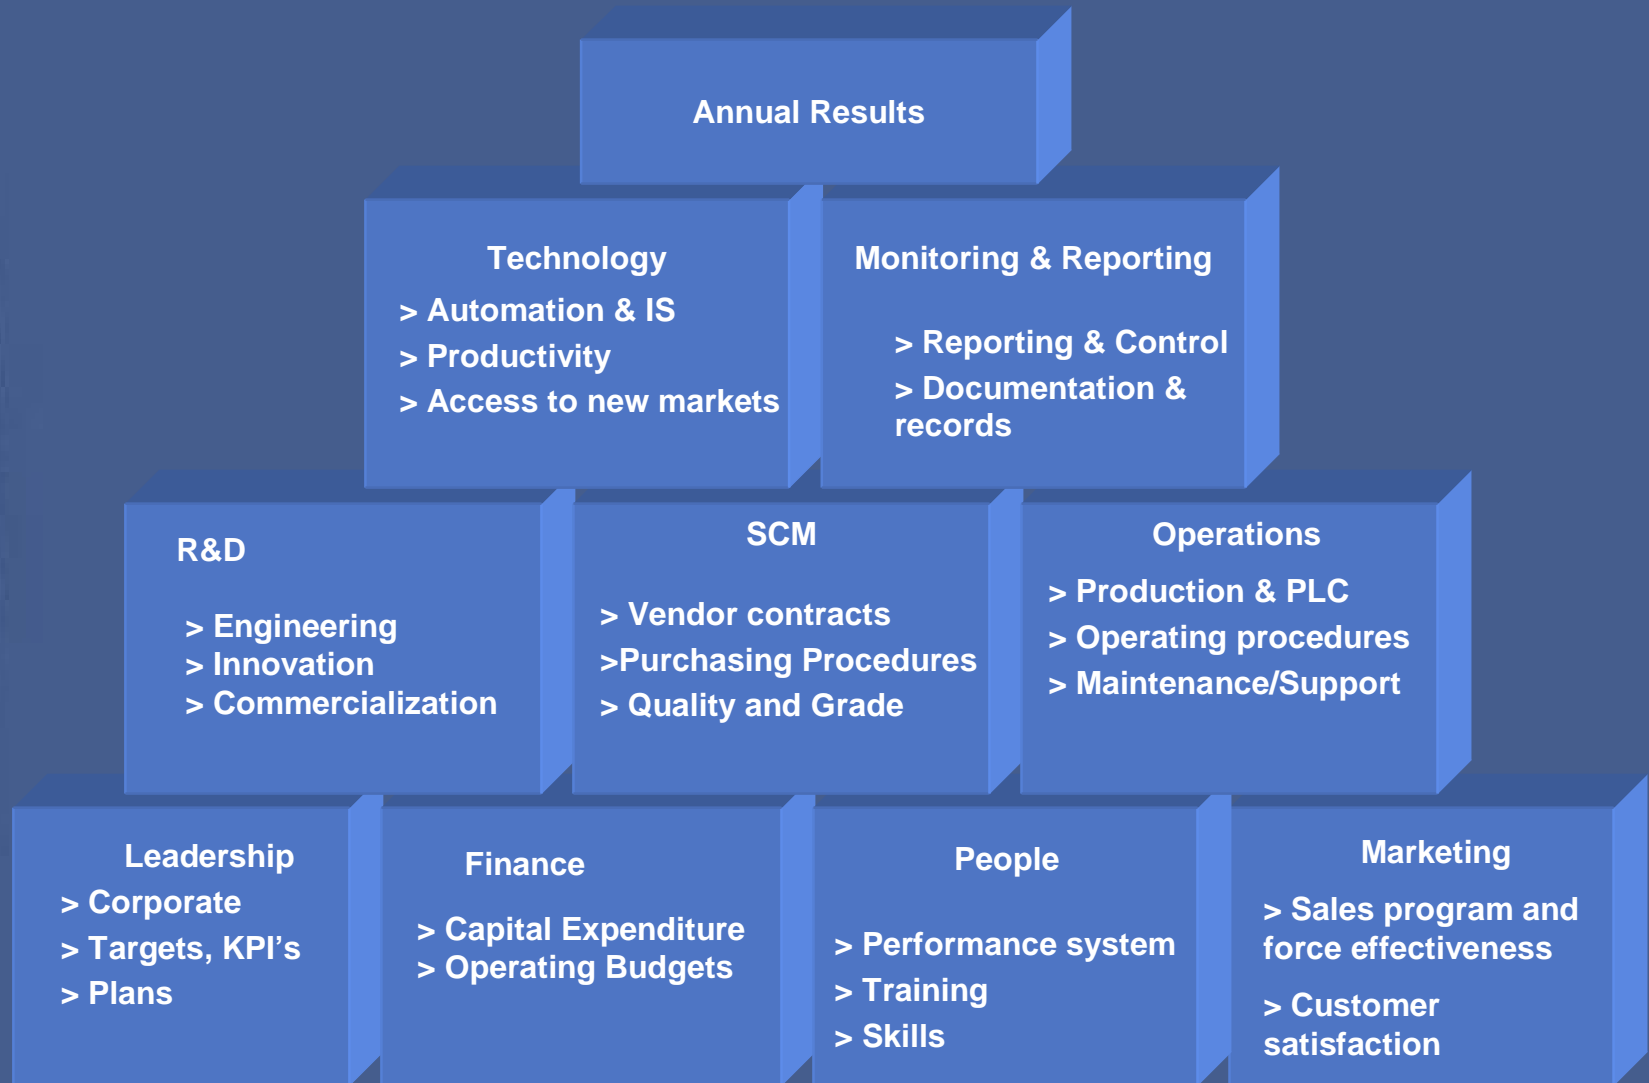 Annual Results
Technology
> Automation & IS
> Productivity
> Access to new markets
Monitoring & Reporting
> Reporting & Control
> Documentation &
records
R&D
> Engineering
> Innovation
> Commercialization
SCM
> Vendor contracts
>Purchasing Procedures
> Quality and Grade
Operations
> Production & PLC
> Operating procedures
> Maintenance/Support
Leadership
> Corporate
> Targets, KPI’s
> Plans
Finance
> Capital Expenditure
> Operating Budgets
People
> Performance system
> Training
> Skills
Marketing
> Sales program and
force effectiveness
> Customer
satisfaction